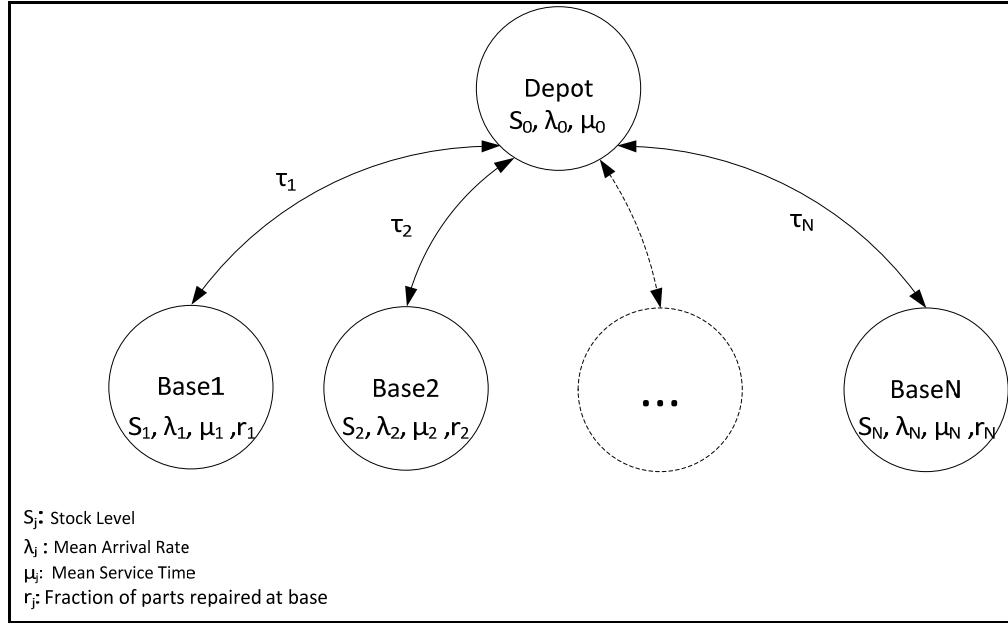 Depot
S₀, λ₀, μ₀
τ₁
τ₂
τN
Base1
S₁, λ₁, μ₁ ,r₁
Base2
S₂, λ₂, μ₂ ,r₂
...
BaseN
SN, λN, μN ,rN
Sⱼ: Stock Level
λⱼ : Mean Arrival Rate
μⱼ: Mean Service Time
rⱼ: Fraction of parts repaired at base